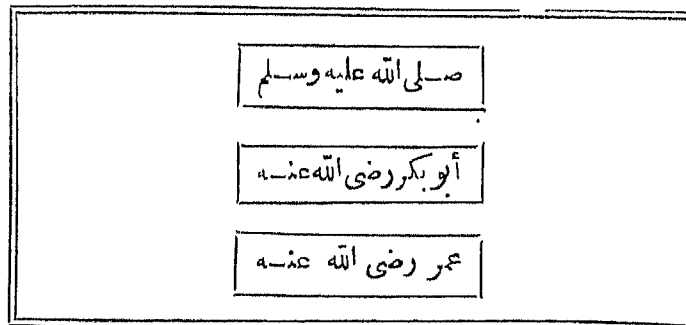 صلى الله عليه وسلم
أبو بكر رضى الله عنه
عمر رضى الله عنه